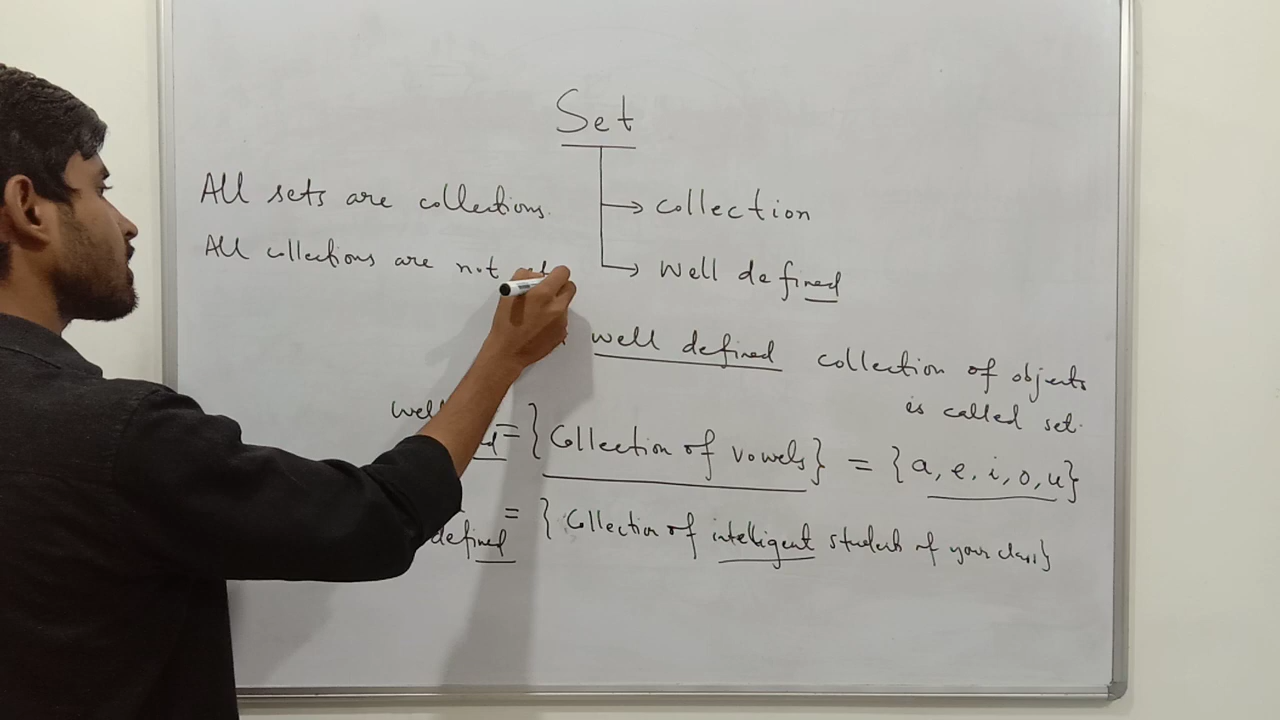 Set
All sets are collections.
→ collection
All collections are not
→ well defined
well defined collection of objects
is called set.
well
= {Collection of vowels} = {a, e, i, o, u}
defined = {Collection of intelligent students of your class}